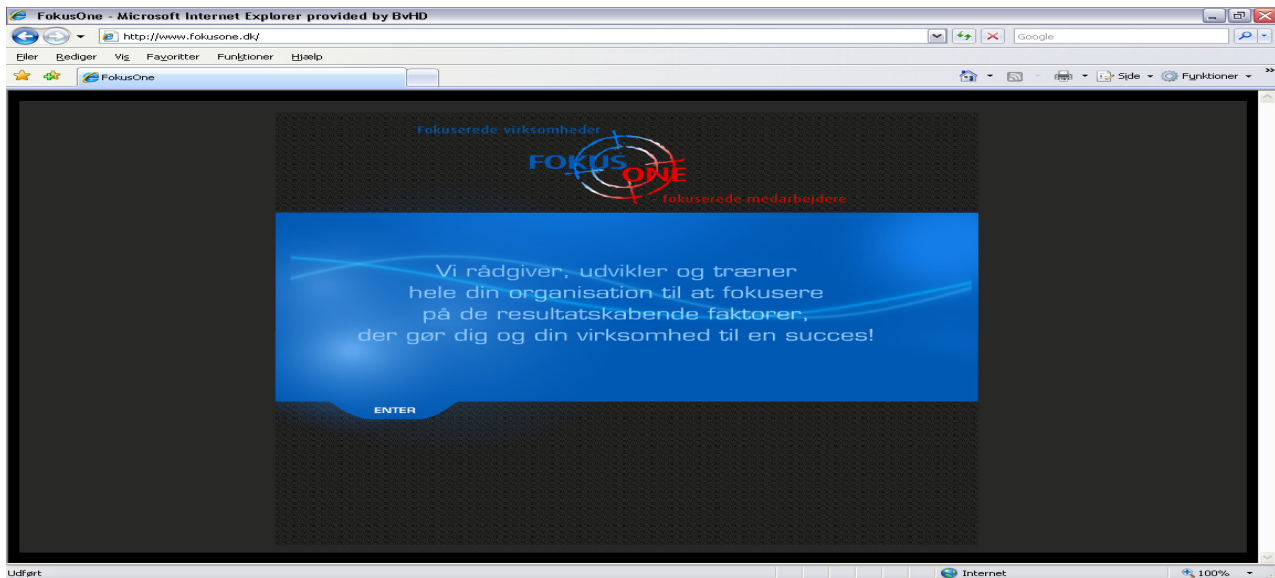 FokusOne - Microsoft Internet Explorer provided by BvHD
http://www.fokusone.dk/
Google
Filer Rediger Vis Favoritter Funktioner Hjælp
FokusOne
Side
Funktioner
Fokuserede virksomheder
FOKUS
ONE
- fokuserede medarbejdere
Vi rådgiver, udvikler og træner
hele din organisation til at fokusere
på de resultatskabende faktorer,
der gør dig og din virksomhed til en succes!
ENTER
Udført
Internet
100%